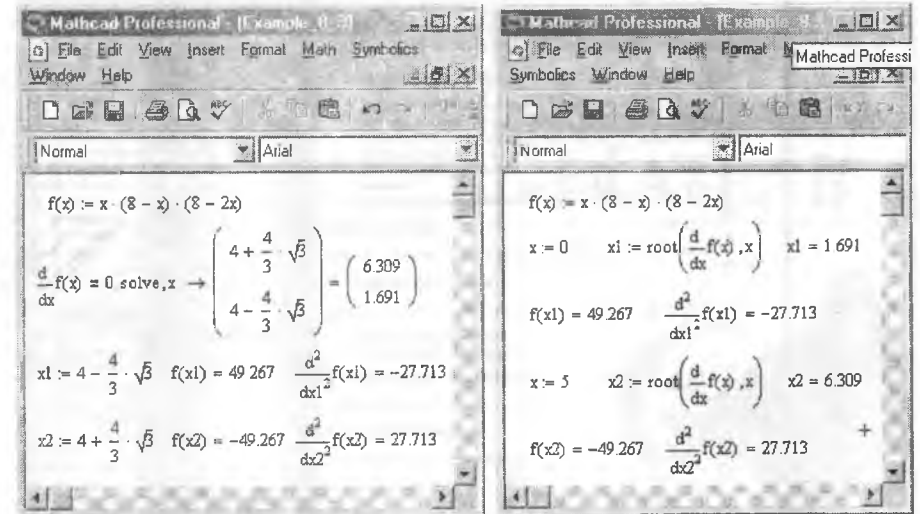 Mathcad Professional - [Example_8_3]
File Edit View Insert Format Math Symbolics
Window Help
Normal Arial
f(x) := x · (8 − x) · (8 − 2x)
d/dx f(x) = 0 solve,x → ( 4 + 4/3 · √3 4 − 4/3 · √3 ) = ( 6.309 1.691 )
x1 := 4 − 4/3 · √3 f(x1) = 49 267 d²/dx1² f(x1) = −27.713
x2 := 4 + 4/3 · √3 f(x2) = −49.267 d²/dx2² f(x2) = 27.713
Mathcad Professional - [Example_8...
File Edit View Insert Format M
Mathcad Professi
Symbolics Window Help
Normal Arial
f(x) := x · (8 − x) · (8 − 2x)
x := 0 x1 := root( d/dx f(x) ,x ) x1 = 1 691
f(x1) = 49.267 d²/dx1² f(x1) = −27.713
x := 5 x2 := root( d/dx f(x) ,x ) x2 = 6.309
f(x2) = −49.267 d²/dx2² f(x2) = 27.713